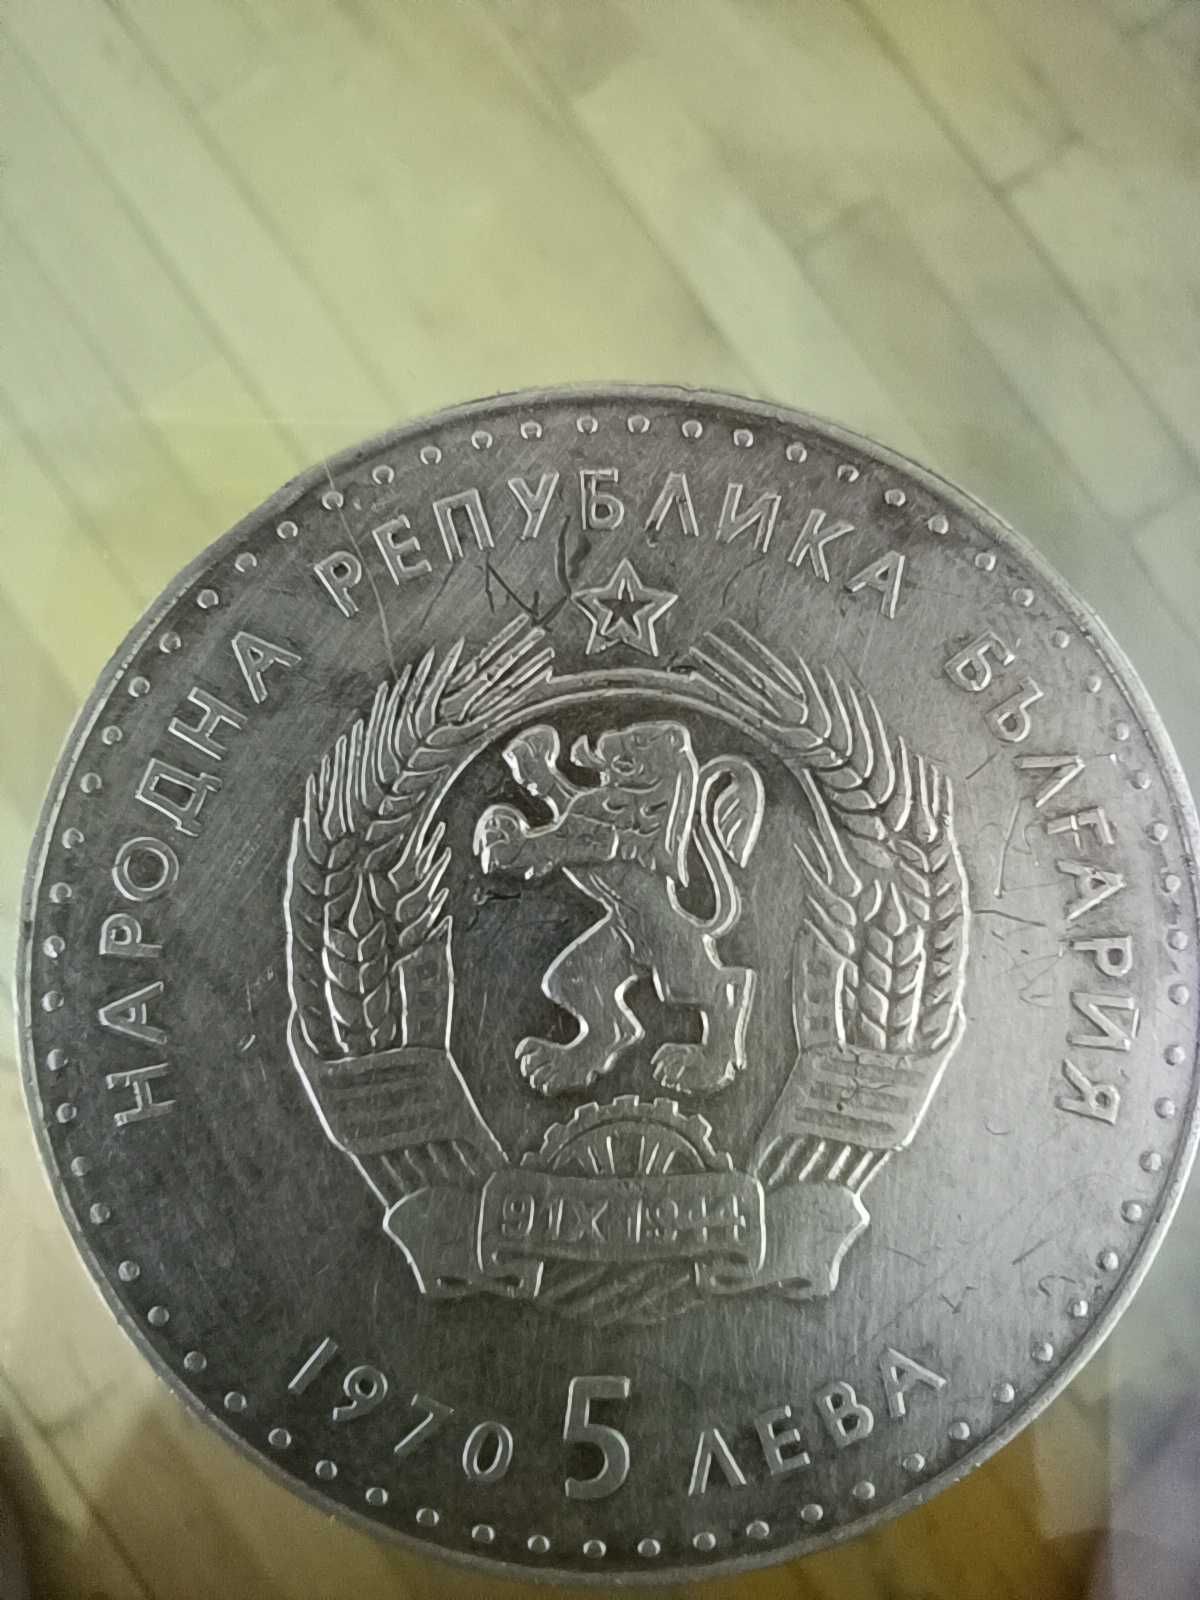 НАРОДНА РЕПУБЛИКА БЪЛГАРИЯ
9 IX 1944
1970 5 ЛЕВА